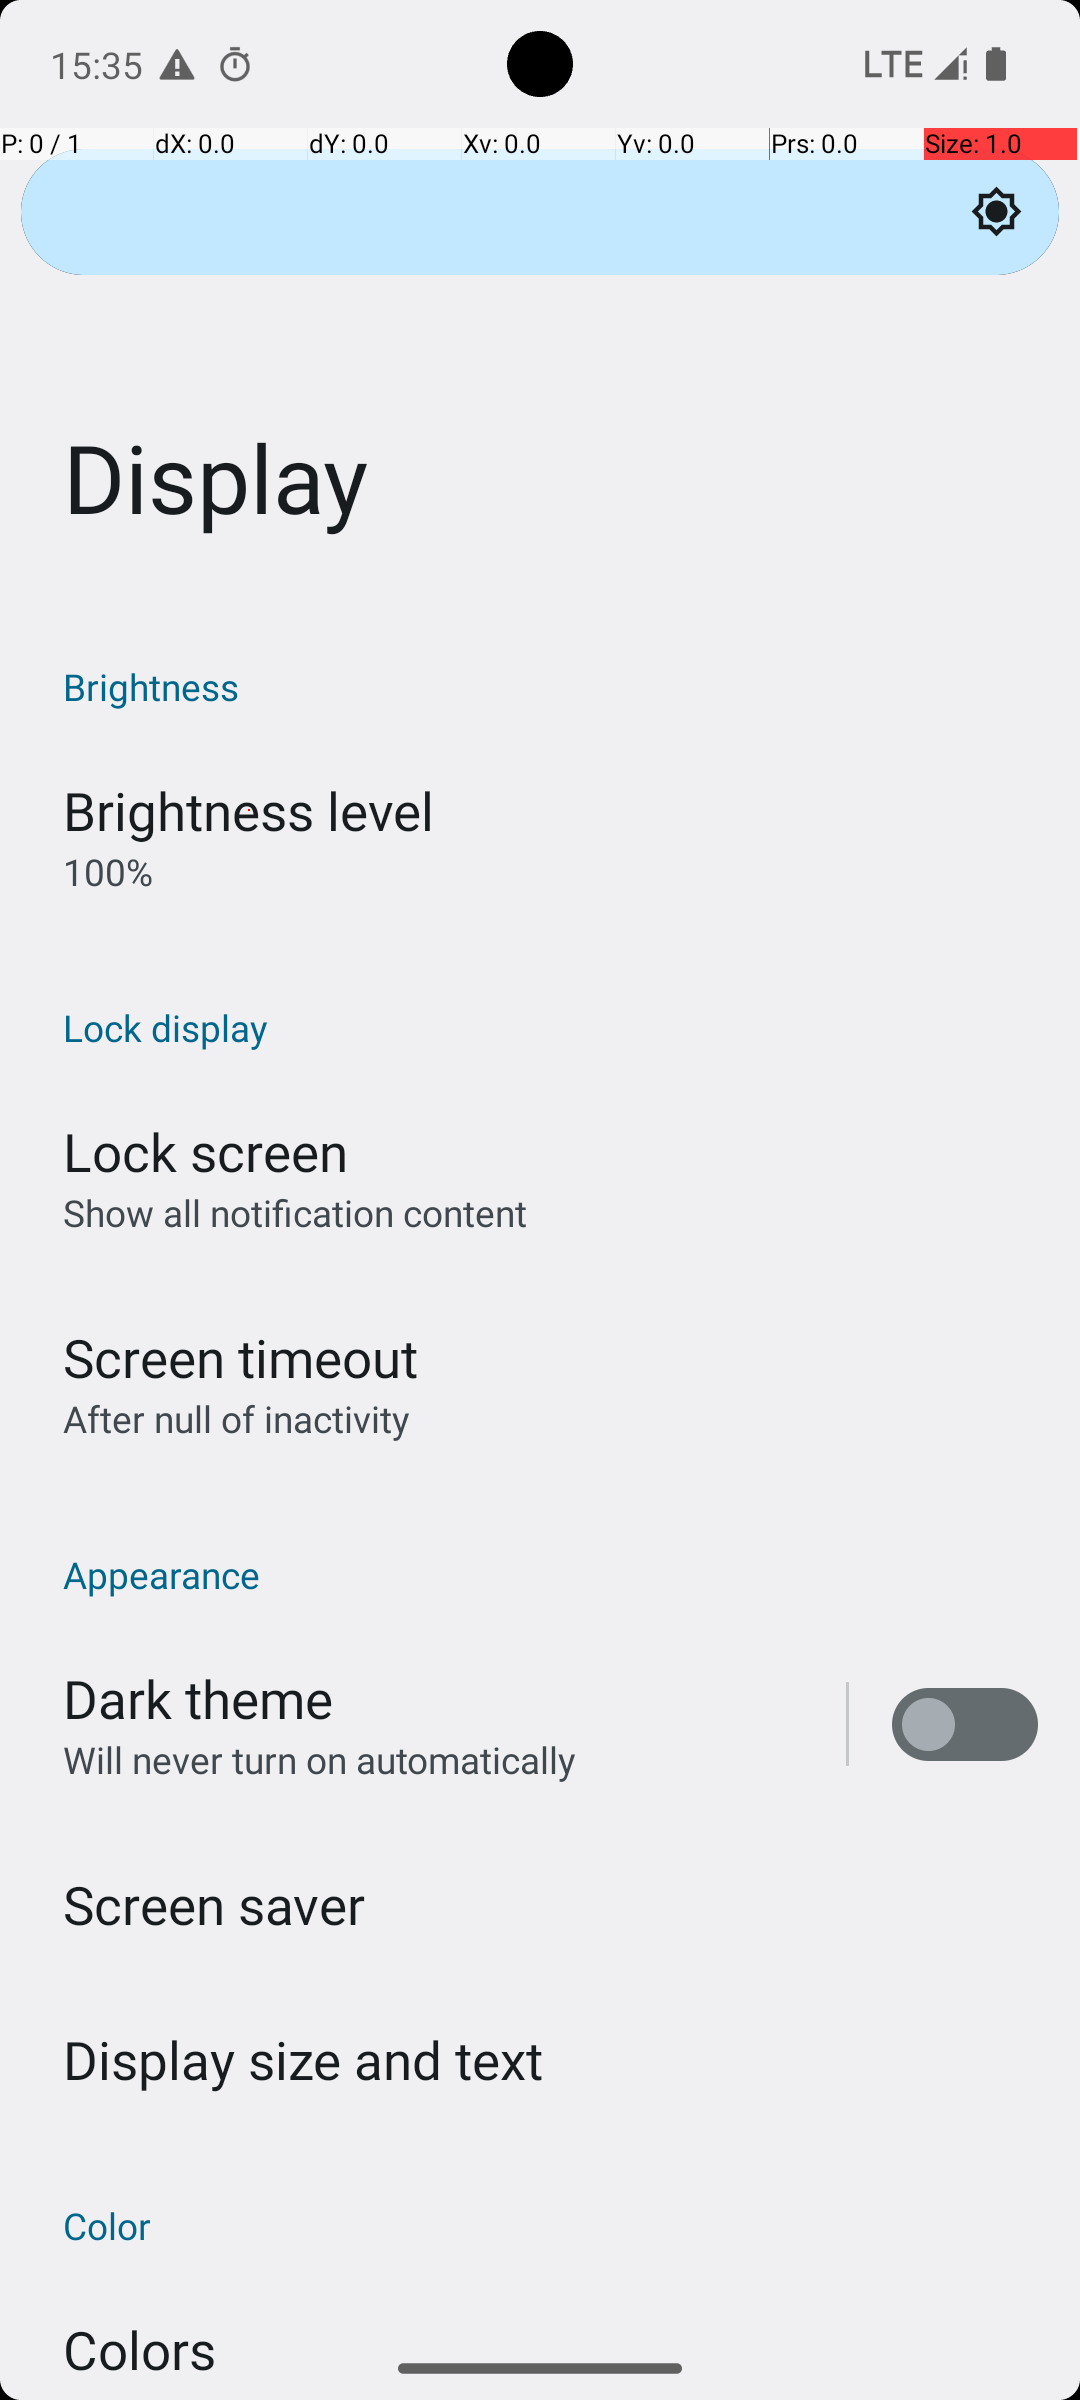 15:35
LTE
P: 0 / 1 dX: 0.0 dY: 0.0 Xv: 0.0 Yv: 0.0 Prs: 0.0 Size: 1.0
Display
Brightness
Brightness level
100%
Lock display
Lock screen
Show all notification content
Screen timeout
After null of inactivity
Appearance
Dark theme
Will never turn on automatically
Screen saver
Display size and text
Color
Colors